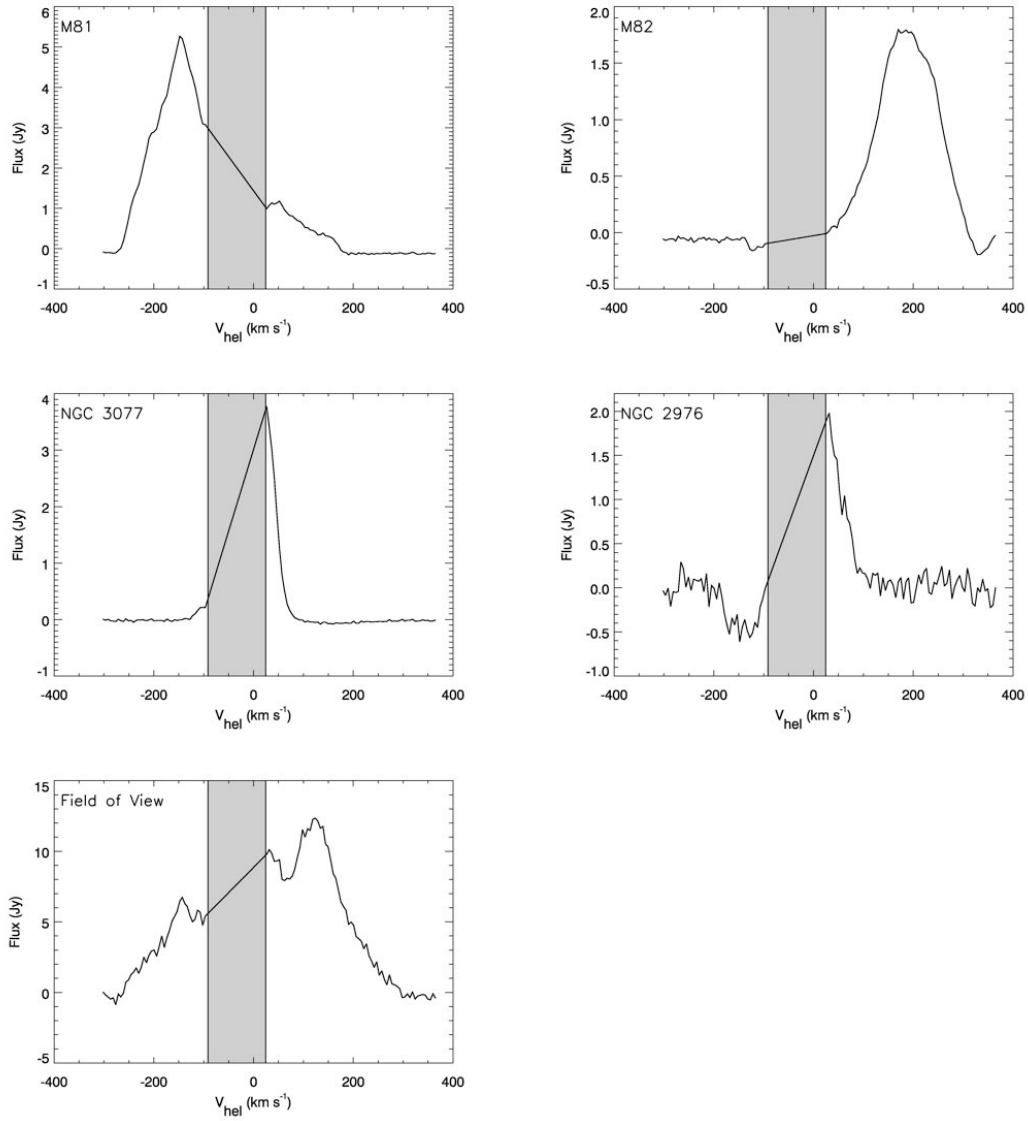 M81
Flux (Jy)
6
5
4
3
2
1
0
-1
-400 -200 0 200 400
V_hel (km s⁻¹)
M82
Flux (Jy)
2.0
1.5
1.0
0.5
0.0
-0.5
-400 -200 0 200 400
V_hel (km s⁻¹)
NGC 3077
Flux (Jy)
4
3
2
1
0
-1
-400 -200 0 200 400
V_hel (km s⁻¹)
NGC 2976
Flux (Jy)
2.0
1.5
1.0
0.5
0.0
-0.5
-1.0
-400 -200 0 200 400
V_hel (km s⁻¹)
Field of View
Flux (Jy)
15
10
5
0
-5
-400 -200 0 200 400
V_hel (km s⁻¹)